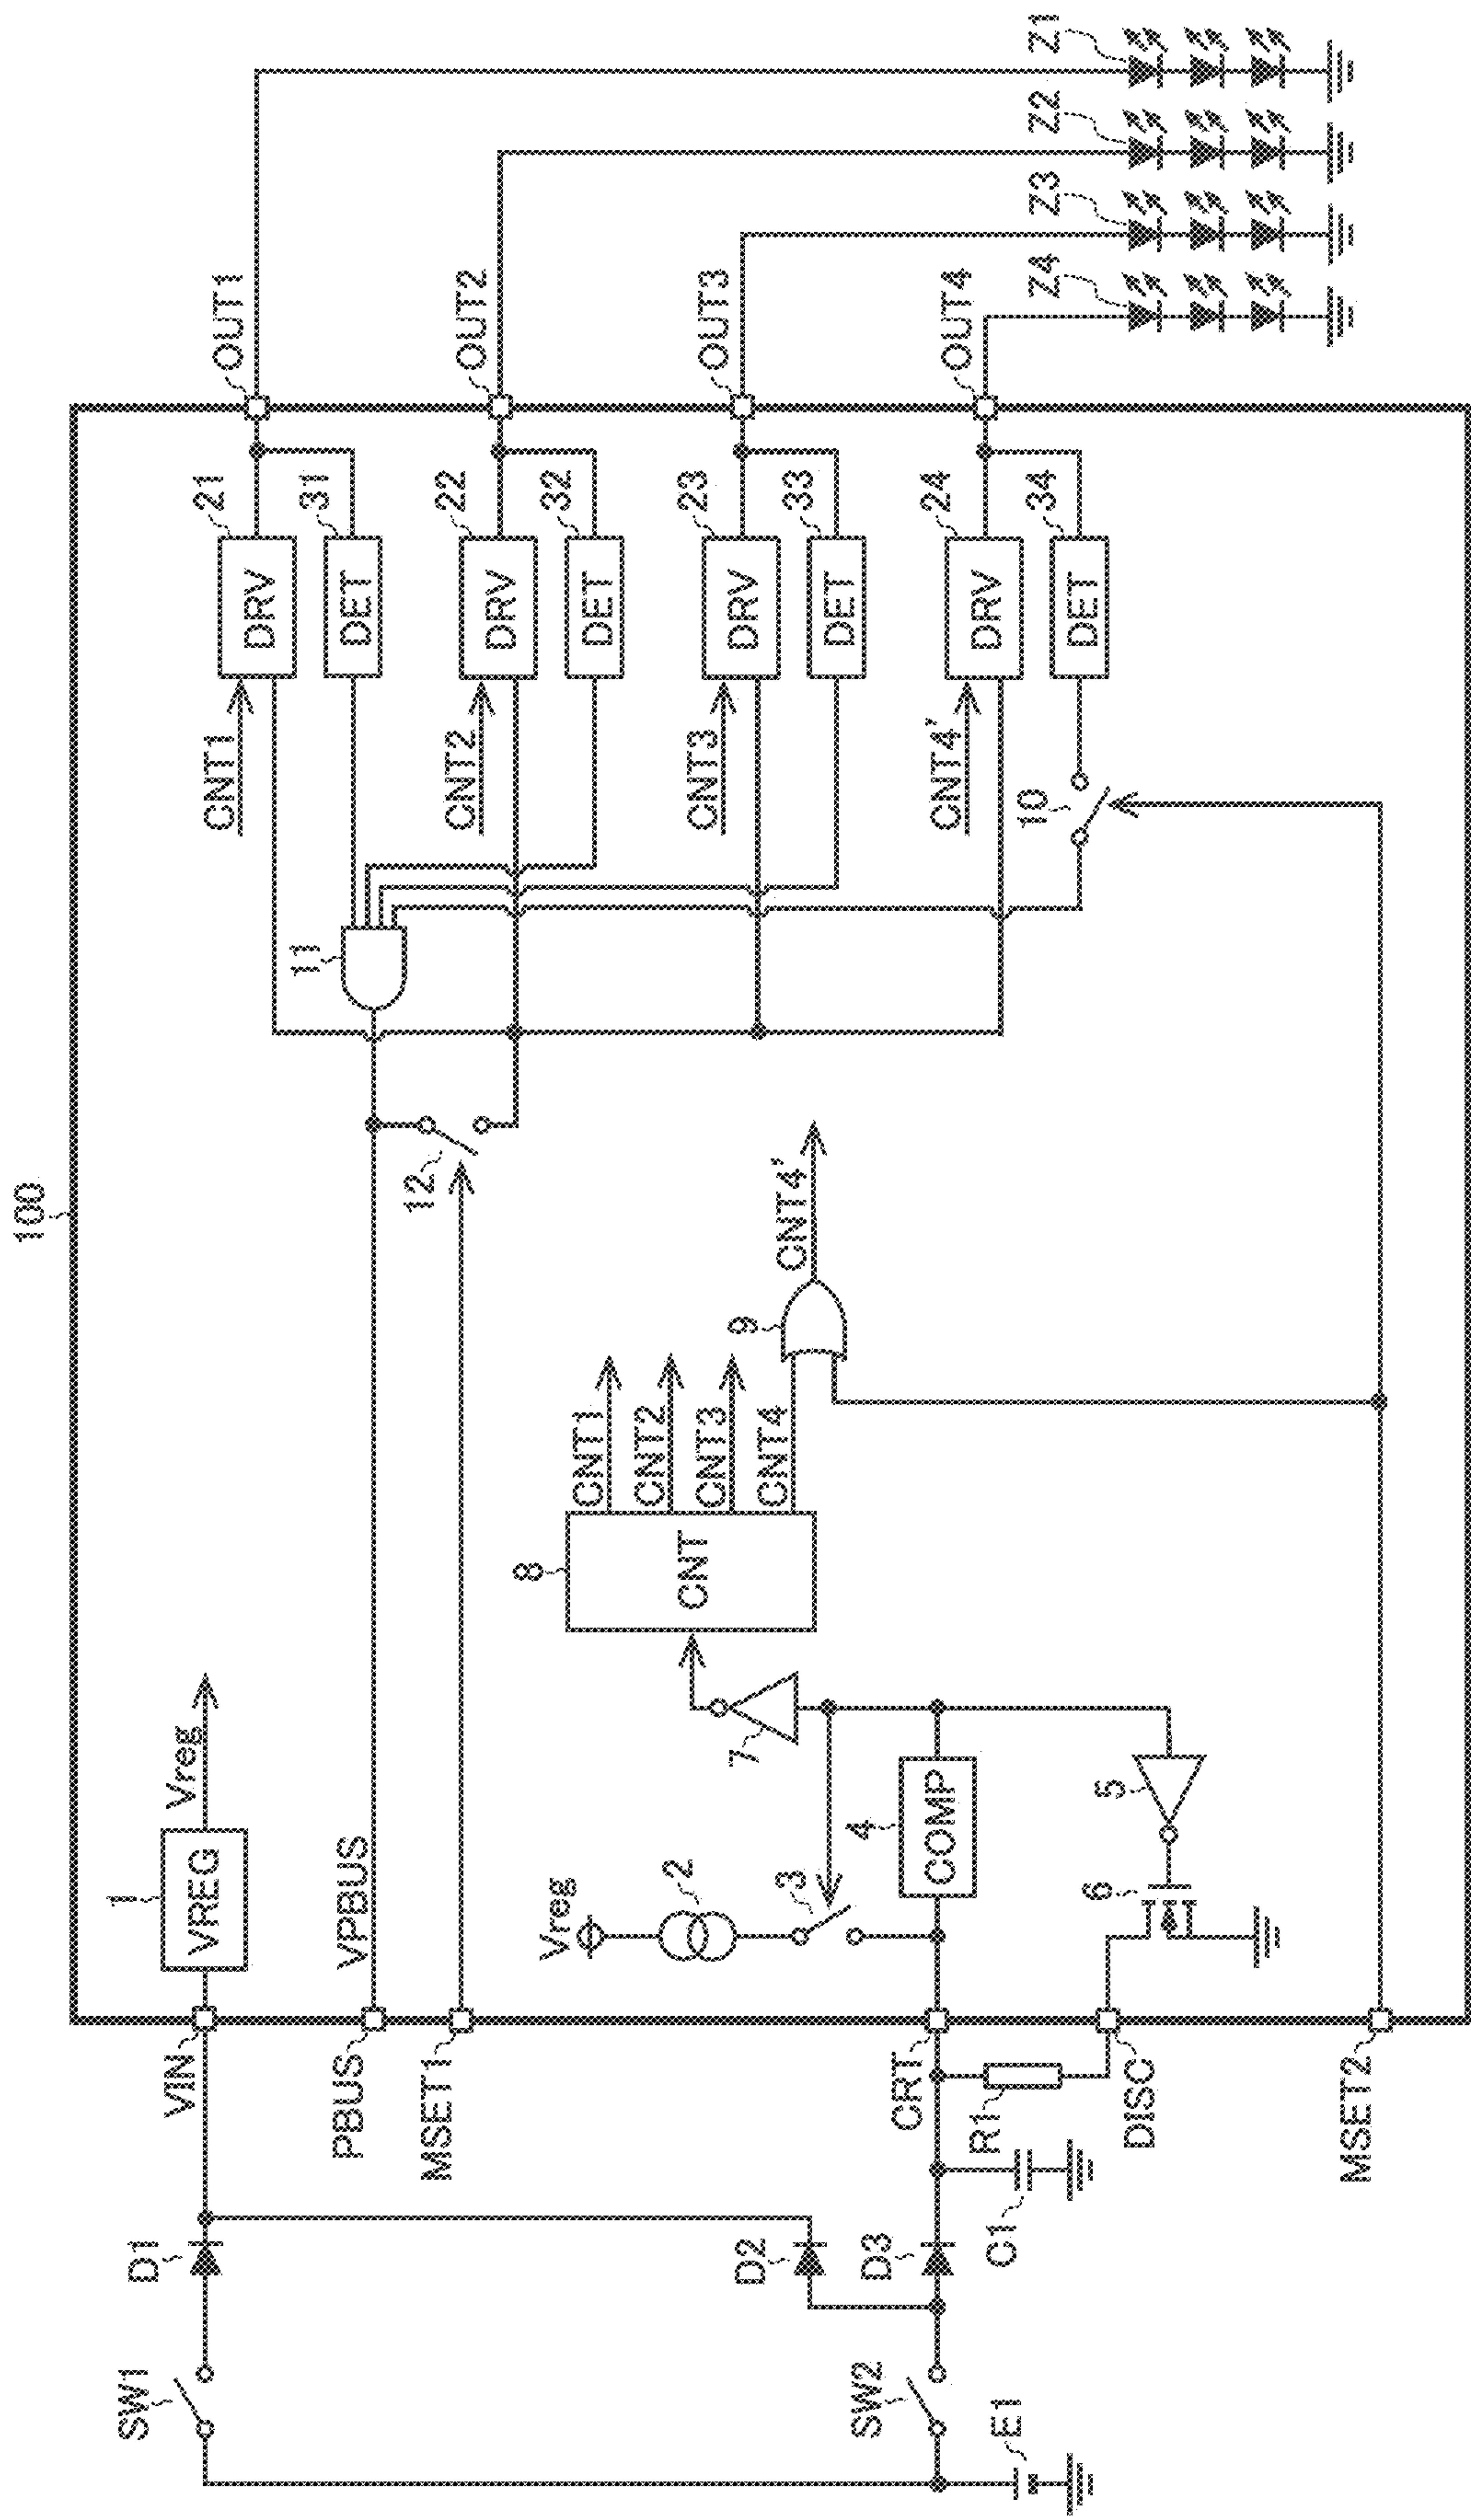 100
SW1
D1
VIN
1
VREG
Vreg
PBUS
VPBUS
MSET1
12
11
CNT1
21
DRV
OUT1
31
DET
CNT2
22
DRV
OUT2
32
DET
CNT3
23
DRV
OUT3
33
DET
CNT4'
24
DRV
OUT4
34
DET
10
Z1
Z2
Z3
Z4
Vreg
2
3
4
COMP
7
8
CNT
CNT1
CNT2
CNT3
CNT4
9
CNT4'
5
6
D2
D3
SW2
E1
C1
CRT
R1
DISC
MSET2